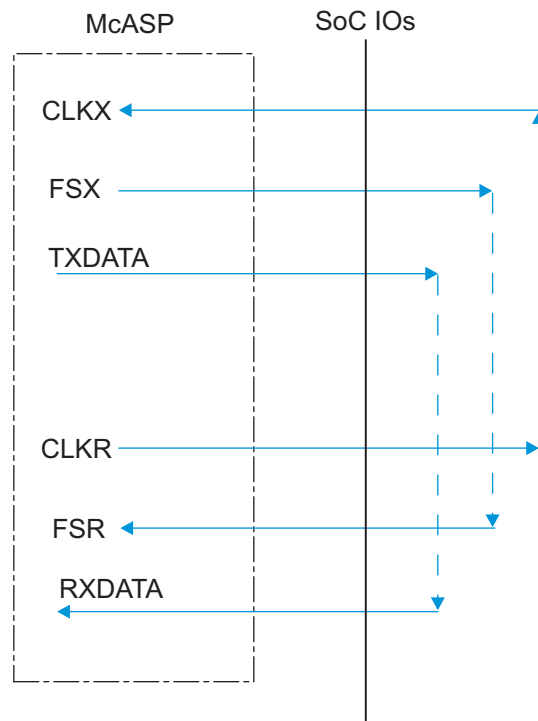 McASP
SoC IOs
CLKX
FSX
TXDATA
CLKR
FSR
RXDATA